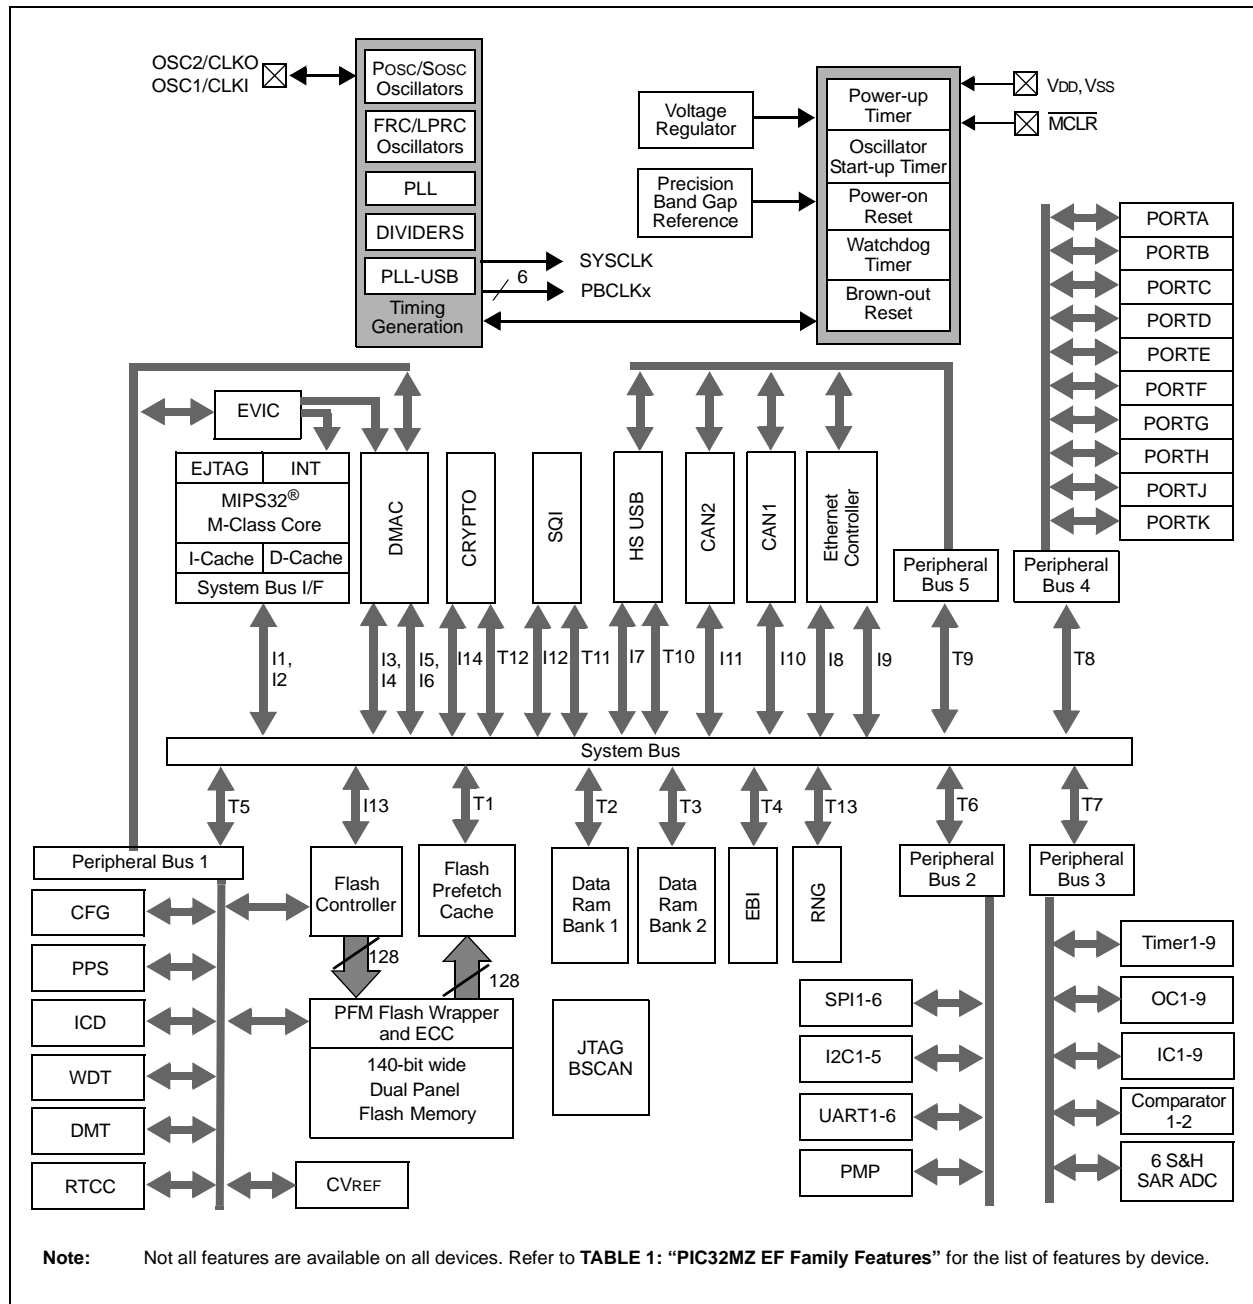 OSC2/CLKO
OSC1/CLKI
POSC/SOSC
Oscillators
FRC/LPRC
Oscillators
PLL
DIVIDERS
PLL-USB
Timing
Generation
SYSCLK
6
PBCLKx
Voltage
Regulator
Precision
Band Gap
Reference
Power-up
Timer
Oscillator
Start-up Timer
Power-on
Reset
Watchdog
Timer
Brown-out
Reset
VDD, VSS
MCLR
PORTA
PORTB
PORTC
PORTD
PORTE
PORTF
PORTG
PORTH
PORTJ
PORTK
EVIC
EJTAG
INT
MIPS32®
M-Class Core
I-Cache
D-Cache
System Bus I/F
DMAC
CRYPTO
SQI
HS USB
CAN2
CAN1
Ethernet
Controller
Peripheral
Bus 5
Peripheral
Bus 4
I1,
I2
I3,
I4
I5,
I6
I14
T12
I12
T11
I7
T10
I11
I10
I8
I9
T9
T8
System Bus
T5
I13
T1
T2
T3
T4
T13
T6
T7
Peripheral Bus 1
Flash
Controller
Flash
Prefetch
Cache
Data
Ram
Bank 1
Data
Ram
Bank 2
EBI
RNG
Peripheral
Bus 2
Peripheral
Bus 3
CFG
PPS
ICD
WDT
DMT
RTCC
128
128
PFM Flash Wrapper
and ECC
140-bit wide
Dual Panel
Flash Memory
CVREF
JTAG
BSCAN
SPI1-6
I2C1-5
UART1-6
PMP
Timer1-9
OC1-9
IC1-9
Comparator
1-2
6 S&H
SAR ADC
Note: Not all features are available on all devices. Refer to TABLE 1: “PIC32MZ EF Family Features” for the list of features by device.